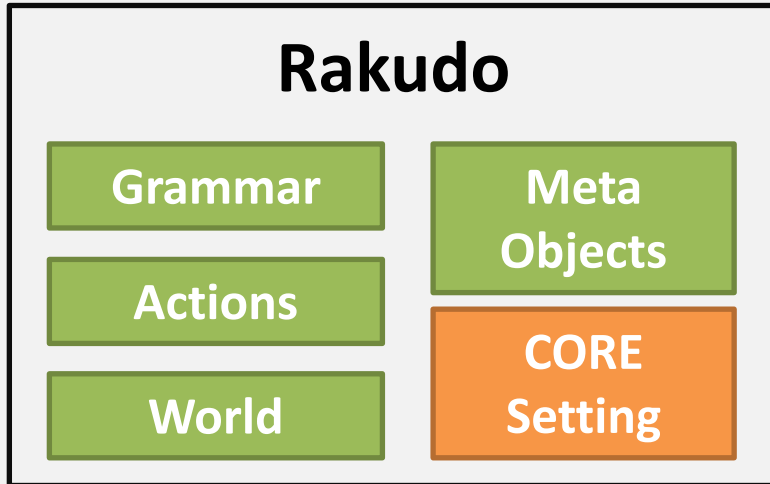 Rakudo
Grammar
Actions
World
Meta
Objects
CORE
Setting